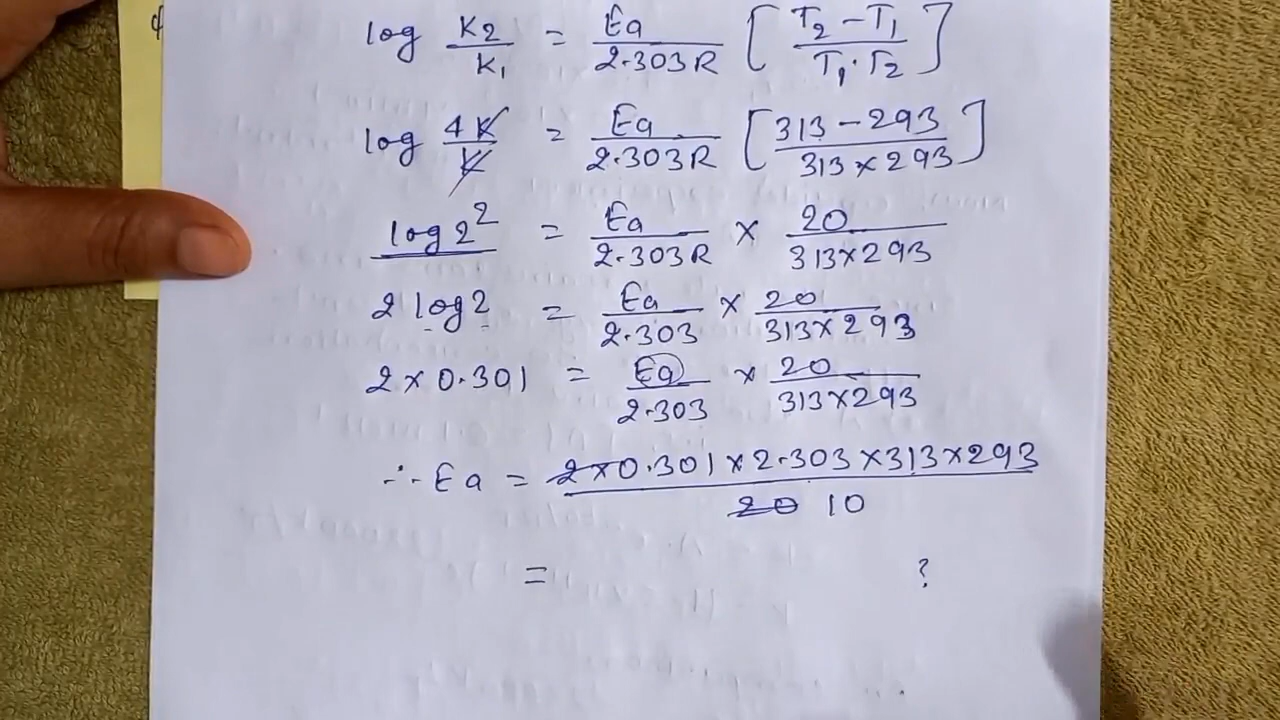 log K₂/K₁ = Ea/2.303R [T₂ - T₁/T₁.T₂]
log 4K/K = Ea/2.303R [313 - 293/313 × 293]
log 2² = Ea/2.303R × 20/313×293
2 log 2 = Ea/2.303 × 20/313×293
2 × 0.301 = Ea/2.303 × 20/313×293
∴ Ea = 2×0.301×2.303×313×293/20 10
= ?